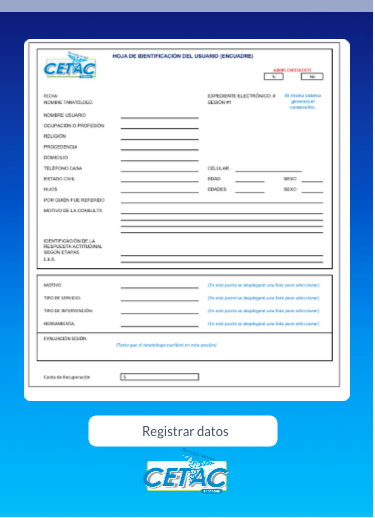 CETAC
HOJA DE IDENTIFICACIÓN DEL USUARIO (ENCUADRE)
Si No
FECHA:
NOMBRE TANATÓLOGO:
EXPEDIENTE ELECTRÓNICO: #
SESIÓN #1
El mismo sistema
generará el
consecutivo.
NOMBRE USUARIO
OCUPACIÓN O PROFESIÓN
RELIGIÓN
PROCEDENCIA
DOMICILIO
TELÉFONO CASA CELULAR
ESTADO CIVIL EDAD SEXO
HIJOS EDADES SEXO
POR QUIÉN FUE REFERIDO
MOTIVO DE LA CONSULTA
IDENTIFICACIÓN DE LA
RESPUESTA ACTITUDINAL
SEGÚN ETAPAS
MOTIVO: (En este punto se desplegará una lista para seleccionar)
TIPO DE SERVICIO: (En este punto se desplegará una lista para seleccionar)
TIPO DE INTERVENCIÓN: (En este punto se desplegará una lista para seleccionar)
HERRAMIENTA: (En este punto se desplegará una lista para seleccionar)
EVALUACIÓN SESIÓN:
(Texto que el tanatólogo escribirá en esta sección)
Cuota de Recuperación $
Registrar datos
CETAC